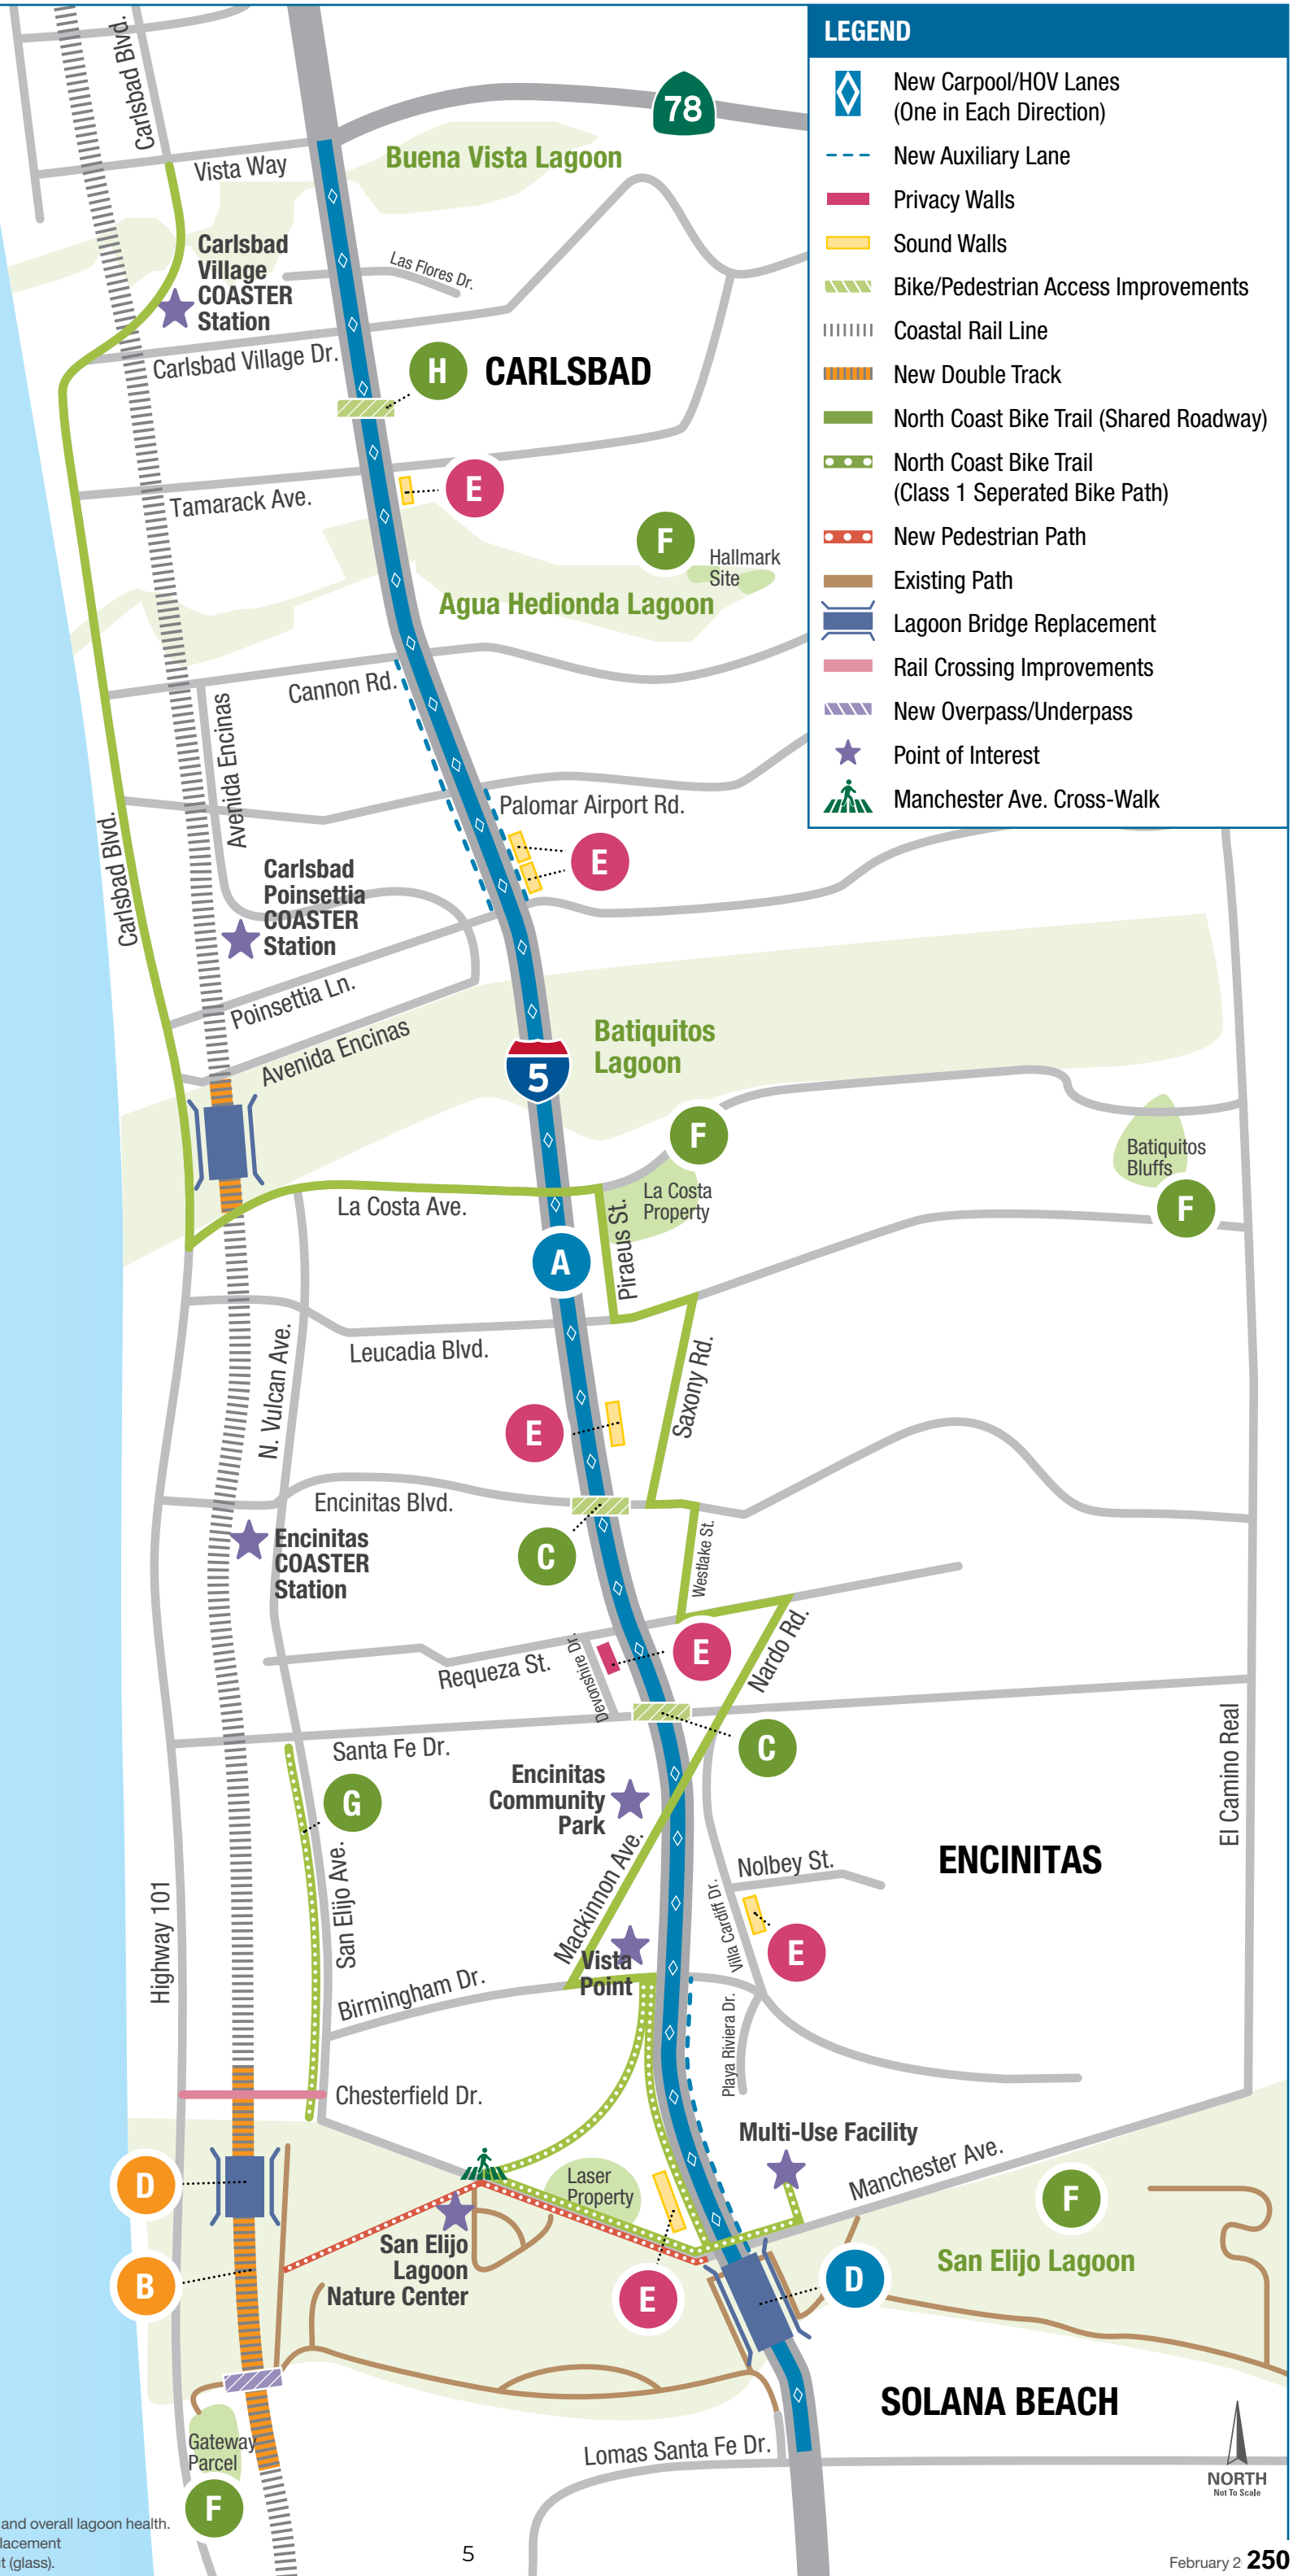 LEGEND
New Carpool/HOV Lanes
(One in Each Direction)
New Auxiliary Lane
Privacy Walls
Sound Walls
Bike/Pedestrian Access Improvements
Coastal Rail Line
New Double Track
North Coast Bike Trail (Shared Roadway)
North Coast Bike Trail
(Class 1 Seperated Bike Path)
New Pedestrian Path
Existing Path
Lagoon Bridge Replacement
Rail Crossing Improvements
New Overpass/Underpass
Point of Interest
Manchester Ave. Cross-Walk
Carlsbad Blvd.
78
Vista Way
Buena Vista Lagoon
Carlsbad
Village
COASTER
Station
Las Flores Dr.
Carlsbad Village Dr.
H
CARLSBAD
E
Tamarack Ave.
F
Hallmark
Site
Agua Hedionda Lagoon
Cannon Rd.
Avenida Encinas
Palomar Airport Rd.
Carlsbad Blvd.
E
Carlsbad
Poinsettia
COASTER
Station
Poinsettia Ln.
Avenida Encinas
Batiquitos
Lagoon
5
F
Batiquitos
Bluffs
F
La Costa Ave.
La Costa
Property
Piraeus St.
A
Leucadia Blvd.
N. Vulcan Ave.
Saxony Rd.
E
Encinitas Blvd.
C
Encinitas
COASTER
Station
Westlake St.
Requeza St.
Devonshire Dr.
E
Nardo Rd.
Santa Fe Dr.
C
El Camino Real
Encinitas
Community
Park
G
San Elijo Ave.
Mackinnon Ave.
Nolbey St.
ENCINITAS
Villa Cardiff Dr.
E
Highway 101
Vista
Point
Birmingham Dr.
Playa Riviera Dr.
Chesterfield Dr.
Multi-Use Facility
Manchester Ave.
D
Laser
Property
F
San Elijo
Lagoon
Nature Center
San Elijo Lagoon
B
E
D
SOLANA BEACH
Gateway
Parcel
Lomas Santa Fe Dr.
F
NORTH
Not To Scale
and overall lagoon health.
lacement
t (glass).
5
February 2 250